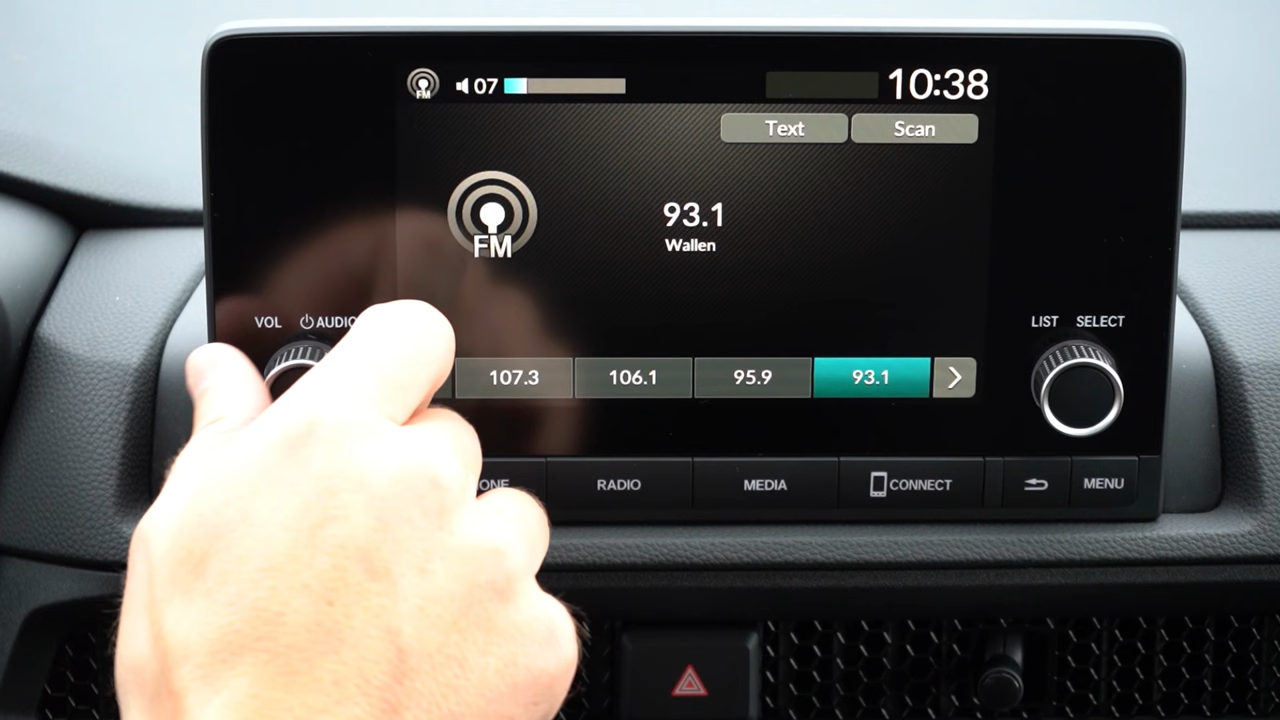 FM 07 10:38
Text Scan
FM
93.1
Wallen
VOL AUDIO
LIST SELECT
107.3 106.1 95.9 93.1
RADIO MEDIA CONNECT MENU